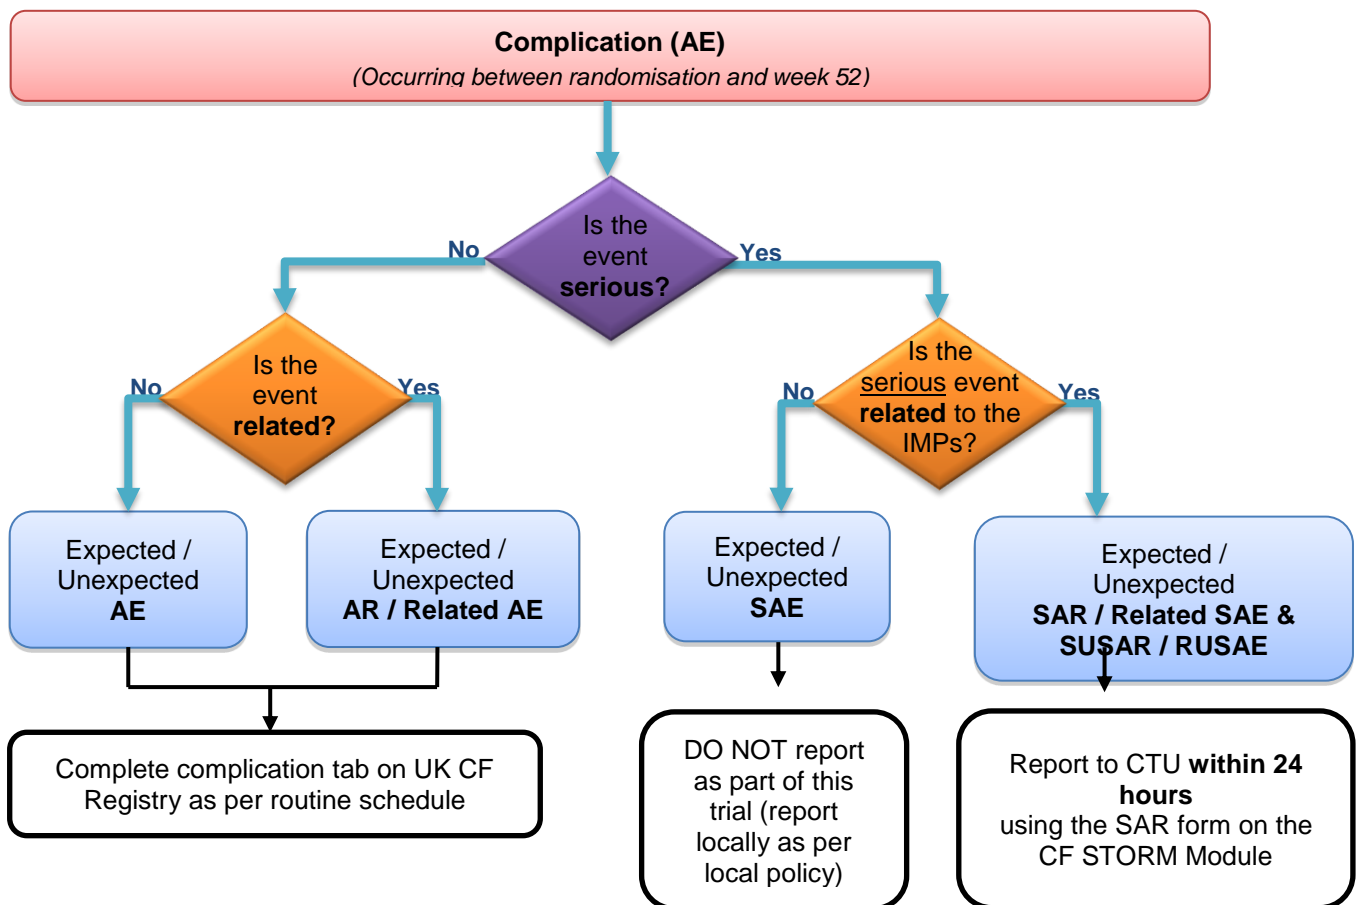 Complication (AE)
(Occurring between randomisation and week 52)
Is the
event
serious?
No
Yes
Is the
event
related?
No
Yes
Is the
serious event
related to the
IMPs?
No
Yes
Expected /
Unexpected
AE
Expected /
Unexpected
AR / Related AE
Expected /
Unexpected
SAE
Expected /
Unexpected
SAR / Related SAE &
SUSAR / RUSAE
Complete complication tab on UK CF
Registry as per routine schedule
DO NOT report
as part of this
trial (report
locally as per
local policy)
Report to CTU within 24
hours
using the SAR form on the
CF STORM Module